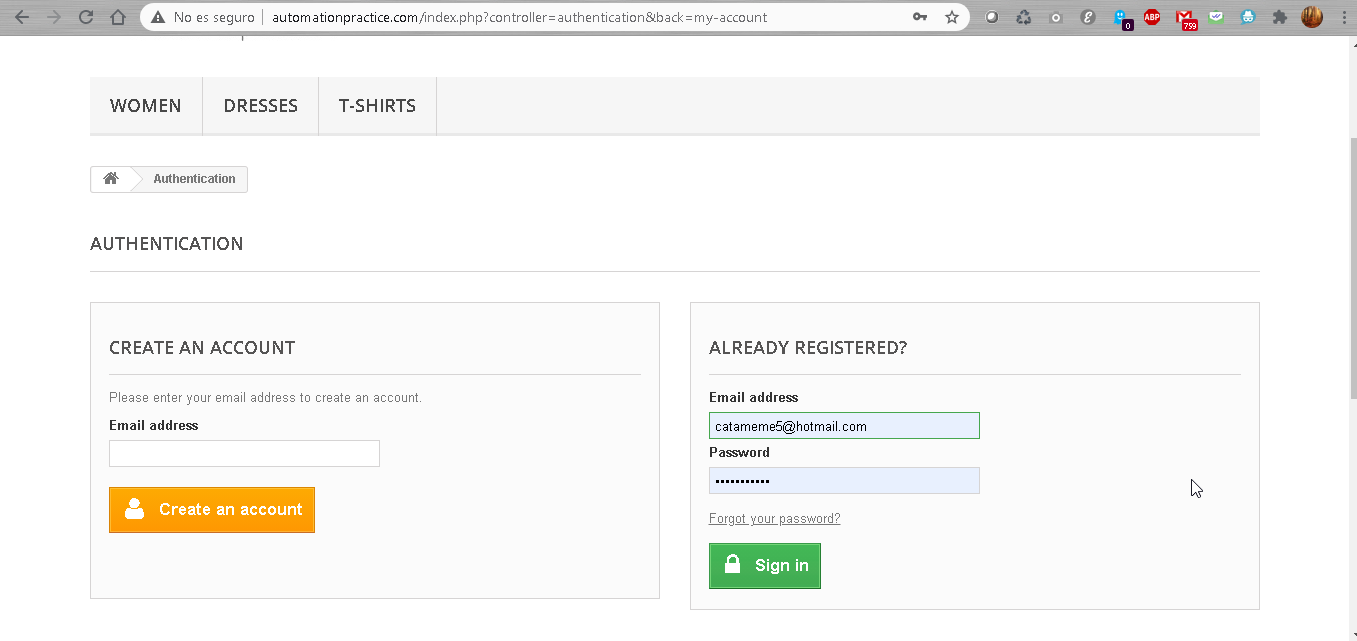 No es seguro automationpractice.com/index.php?controller=authentication&back=my-account
0
ABP
759
WOMEN DRESSES T-SHIRTS
Authentication
AUTHENTICATION
CREATE AN ACCOUNT
Please enter your email address to create an account.
Email address
Create an account
ALREADY REGISTERED?
Email address
catameme5@hotmail.com
Password
•••••••••••
Forgot your password?
Sign in